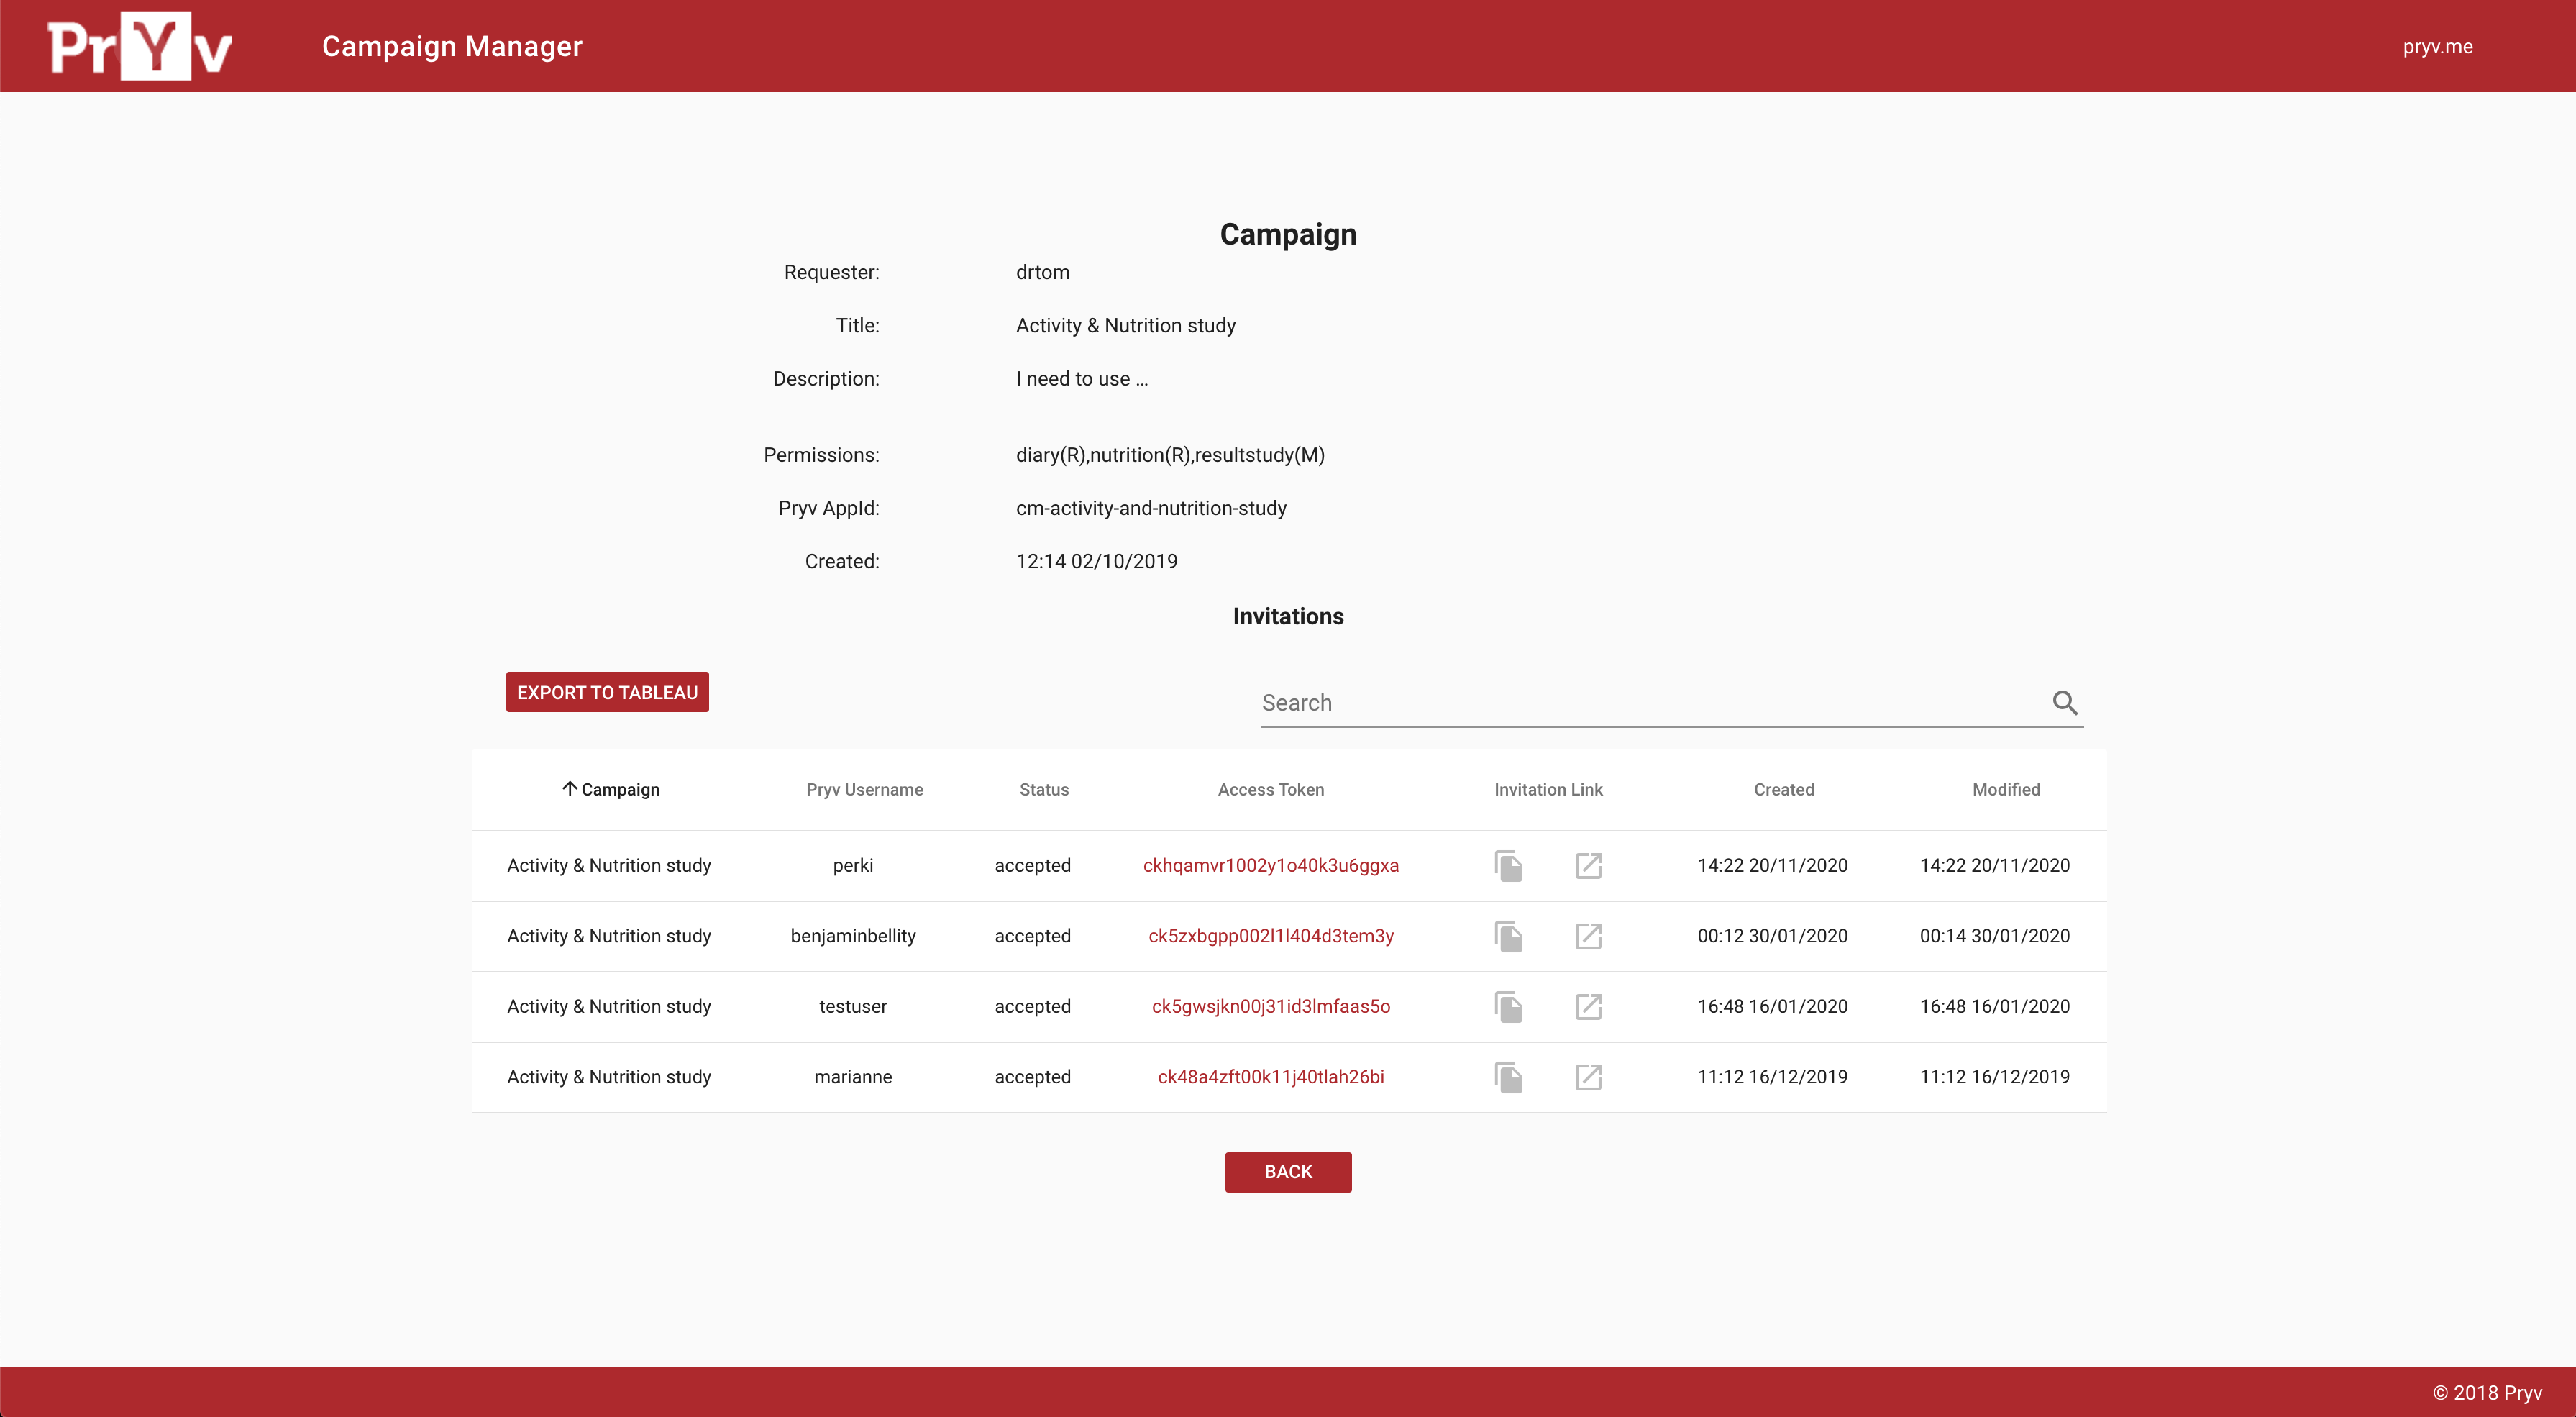 PrYv Campaign Manager pryv.me
Campaign
Requester: drtom
Title: Activity & Nutrition study
Description: I need to use ...
Permissions: diary(R),nutrition(R),resultstudy(M)
Pryv AppId: cm-activity-and-nutrition-study
Created: 12:14 02/10/2019
Invitations
EXPORT TO TABLEAU Search
Campaign Pryv Username Status Access Token Invitation Link Created Modified
Activity & Nutrition study perki accepted ckhqamvr1002y1o40k3u6ggxa 14:22 20/11/2020 14:22 20/11/2020
Activity & Nutrition study benjaminbellity accepted ck5zxbgpp002l1l404d3tem3y 00:12 30/01/2020 00:14 30/01/2020
Activity & Nutrition study testuser accepted ck5gwsjkn00j31id3lmfaas5o 16:48 16/01/2020 16:48 16/01/2020
Activity & Nutrition study marianne accepted ck48a4zft00k11j40tlah26bi 11:12 16/12/2019 11:12 16/12/2019
BACK
© 2018 Pryv